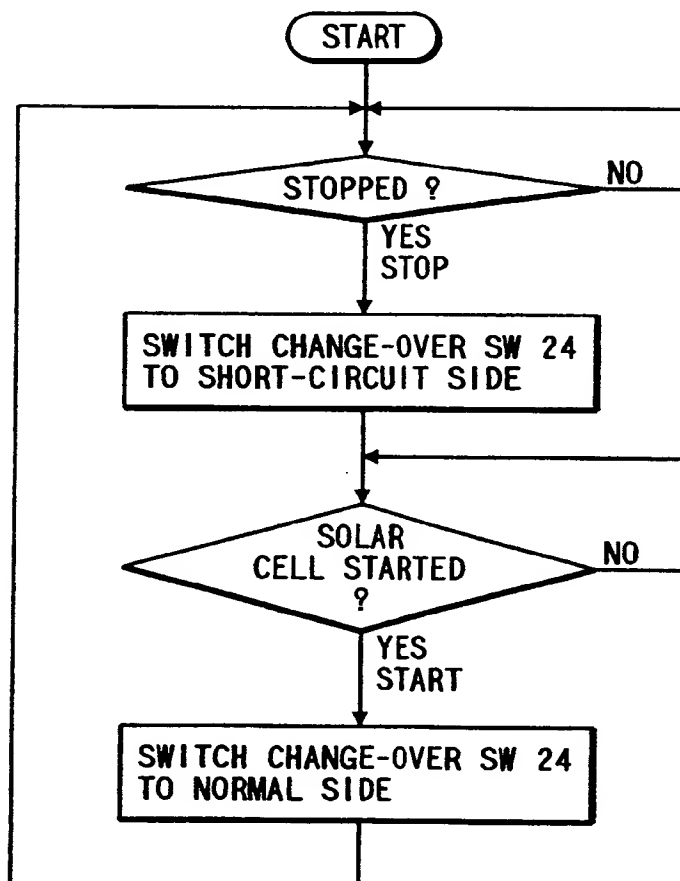 START
STOPPED ?
NO
YES
STOP
SWITCH CHANGE-OVER SW 24
TO SHORT-CIRCUIT SIDE
SOLAR
CELL STARTED
?
NO
YES
START
SWITCH CHANGE-OVER SW 24
TO NORMAL SIDE